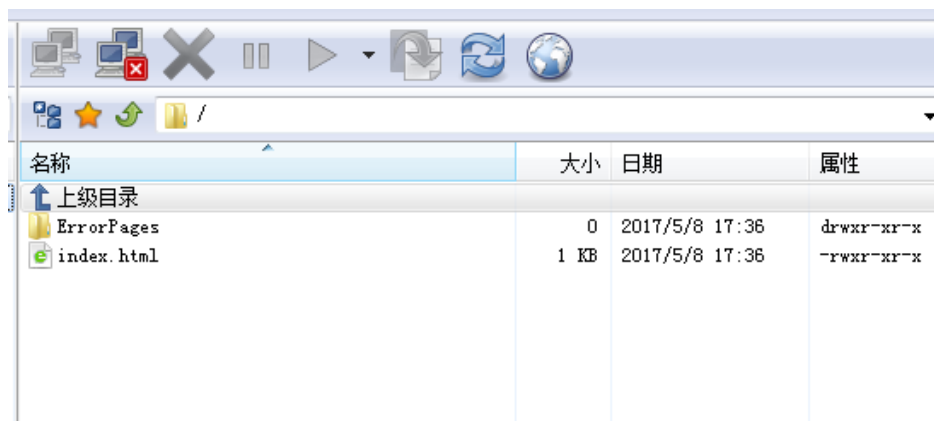 /
名称 大小 日期 属性
上级目录
ErrorPages 0 2017/5/8 17:36 drwxr-xr-x
index.html 1 KB 2017/5/8 17:36 -rwxr-xr-x